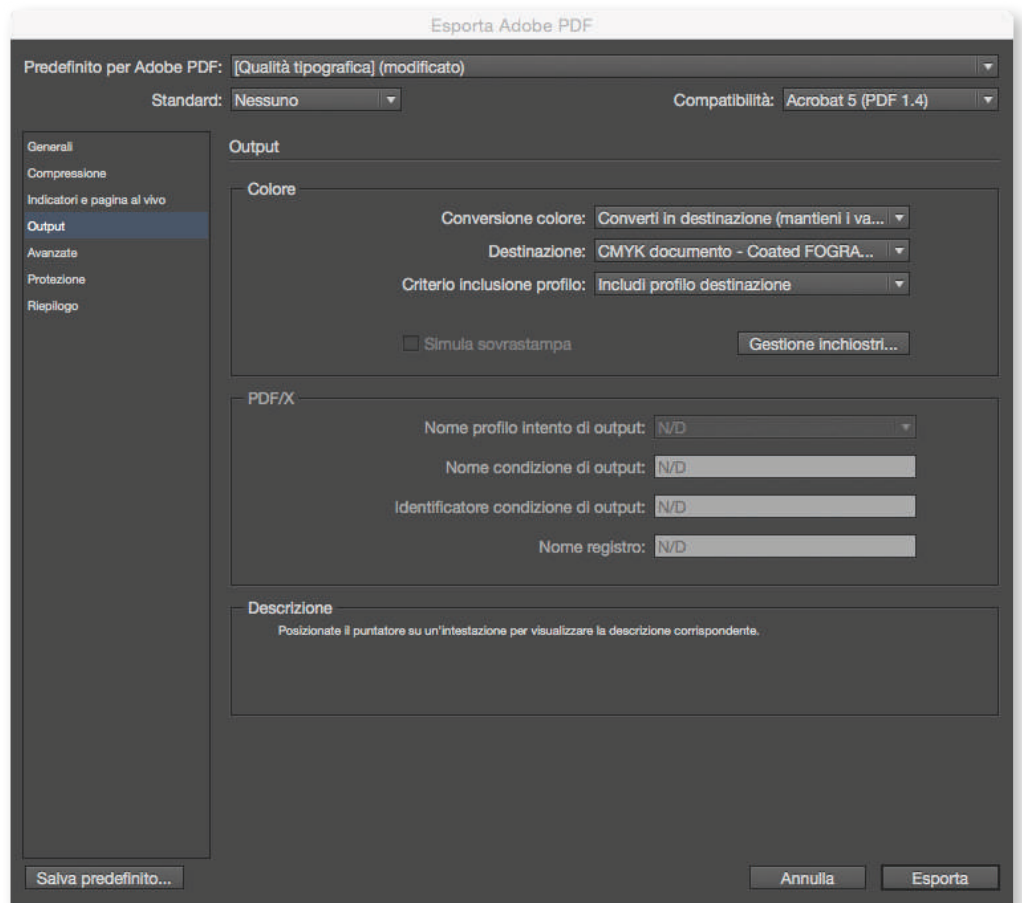 Esporta Adobe PDF
Predefinito per Adobe PDF: [Qualità tipografica] (modificato)
Standard: Nessuno Compatibilità: Acrobat 5 (PDF 1.4)
Generali
Compressione
Indicatori e pagina al vivo
Output
Avanzate
Protezione
Riepilogo
Output
Colore
Conversione colore: Converti in destinazione (mantieni i va...
Destinazione: CMYK documento - Coated FOGRA...
Criterio inclusione profilo: Includi profilo destinazione
Simula sovrastampa Gestione inchiostri...
PDF/X
Nome profilo intento di output: N/D
Nome condizione di output: N/D
Identificatore condizione di output: N/D
Nome registro: N/D
Descrizione
Posizionate il puntatore su un'intestazione per visualizzare la descrizione corrispondente.
Salva predefinito... Annulla Esporta